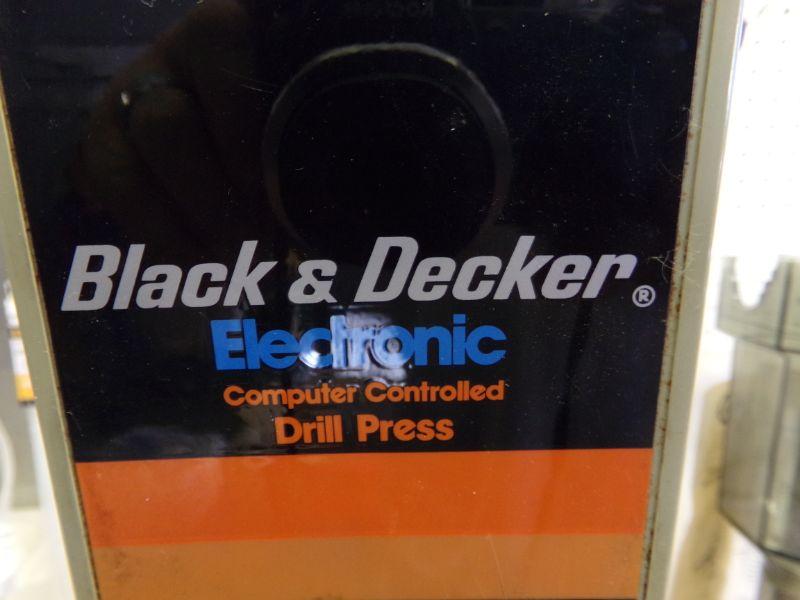 Black & Decker®
Electronic
Computer Controlled
Drill Press